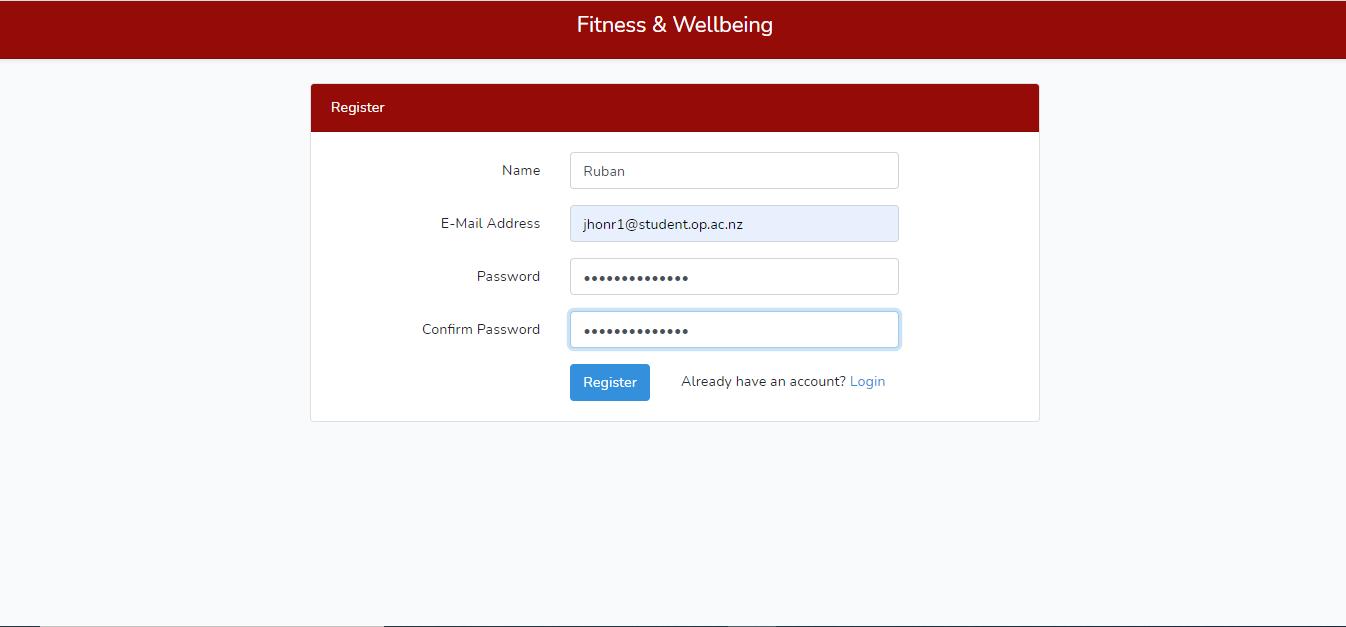 Fitness & Wellbeing
Register
Name Ruban
E-Mail Address jhonr1@student.op.ac.nz
Password ••••••••••••••
Confirm Password ••••••••••••••
Register Already have an account? Login